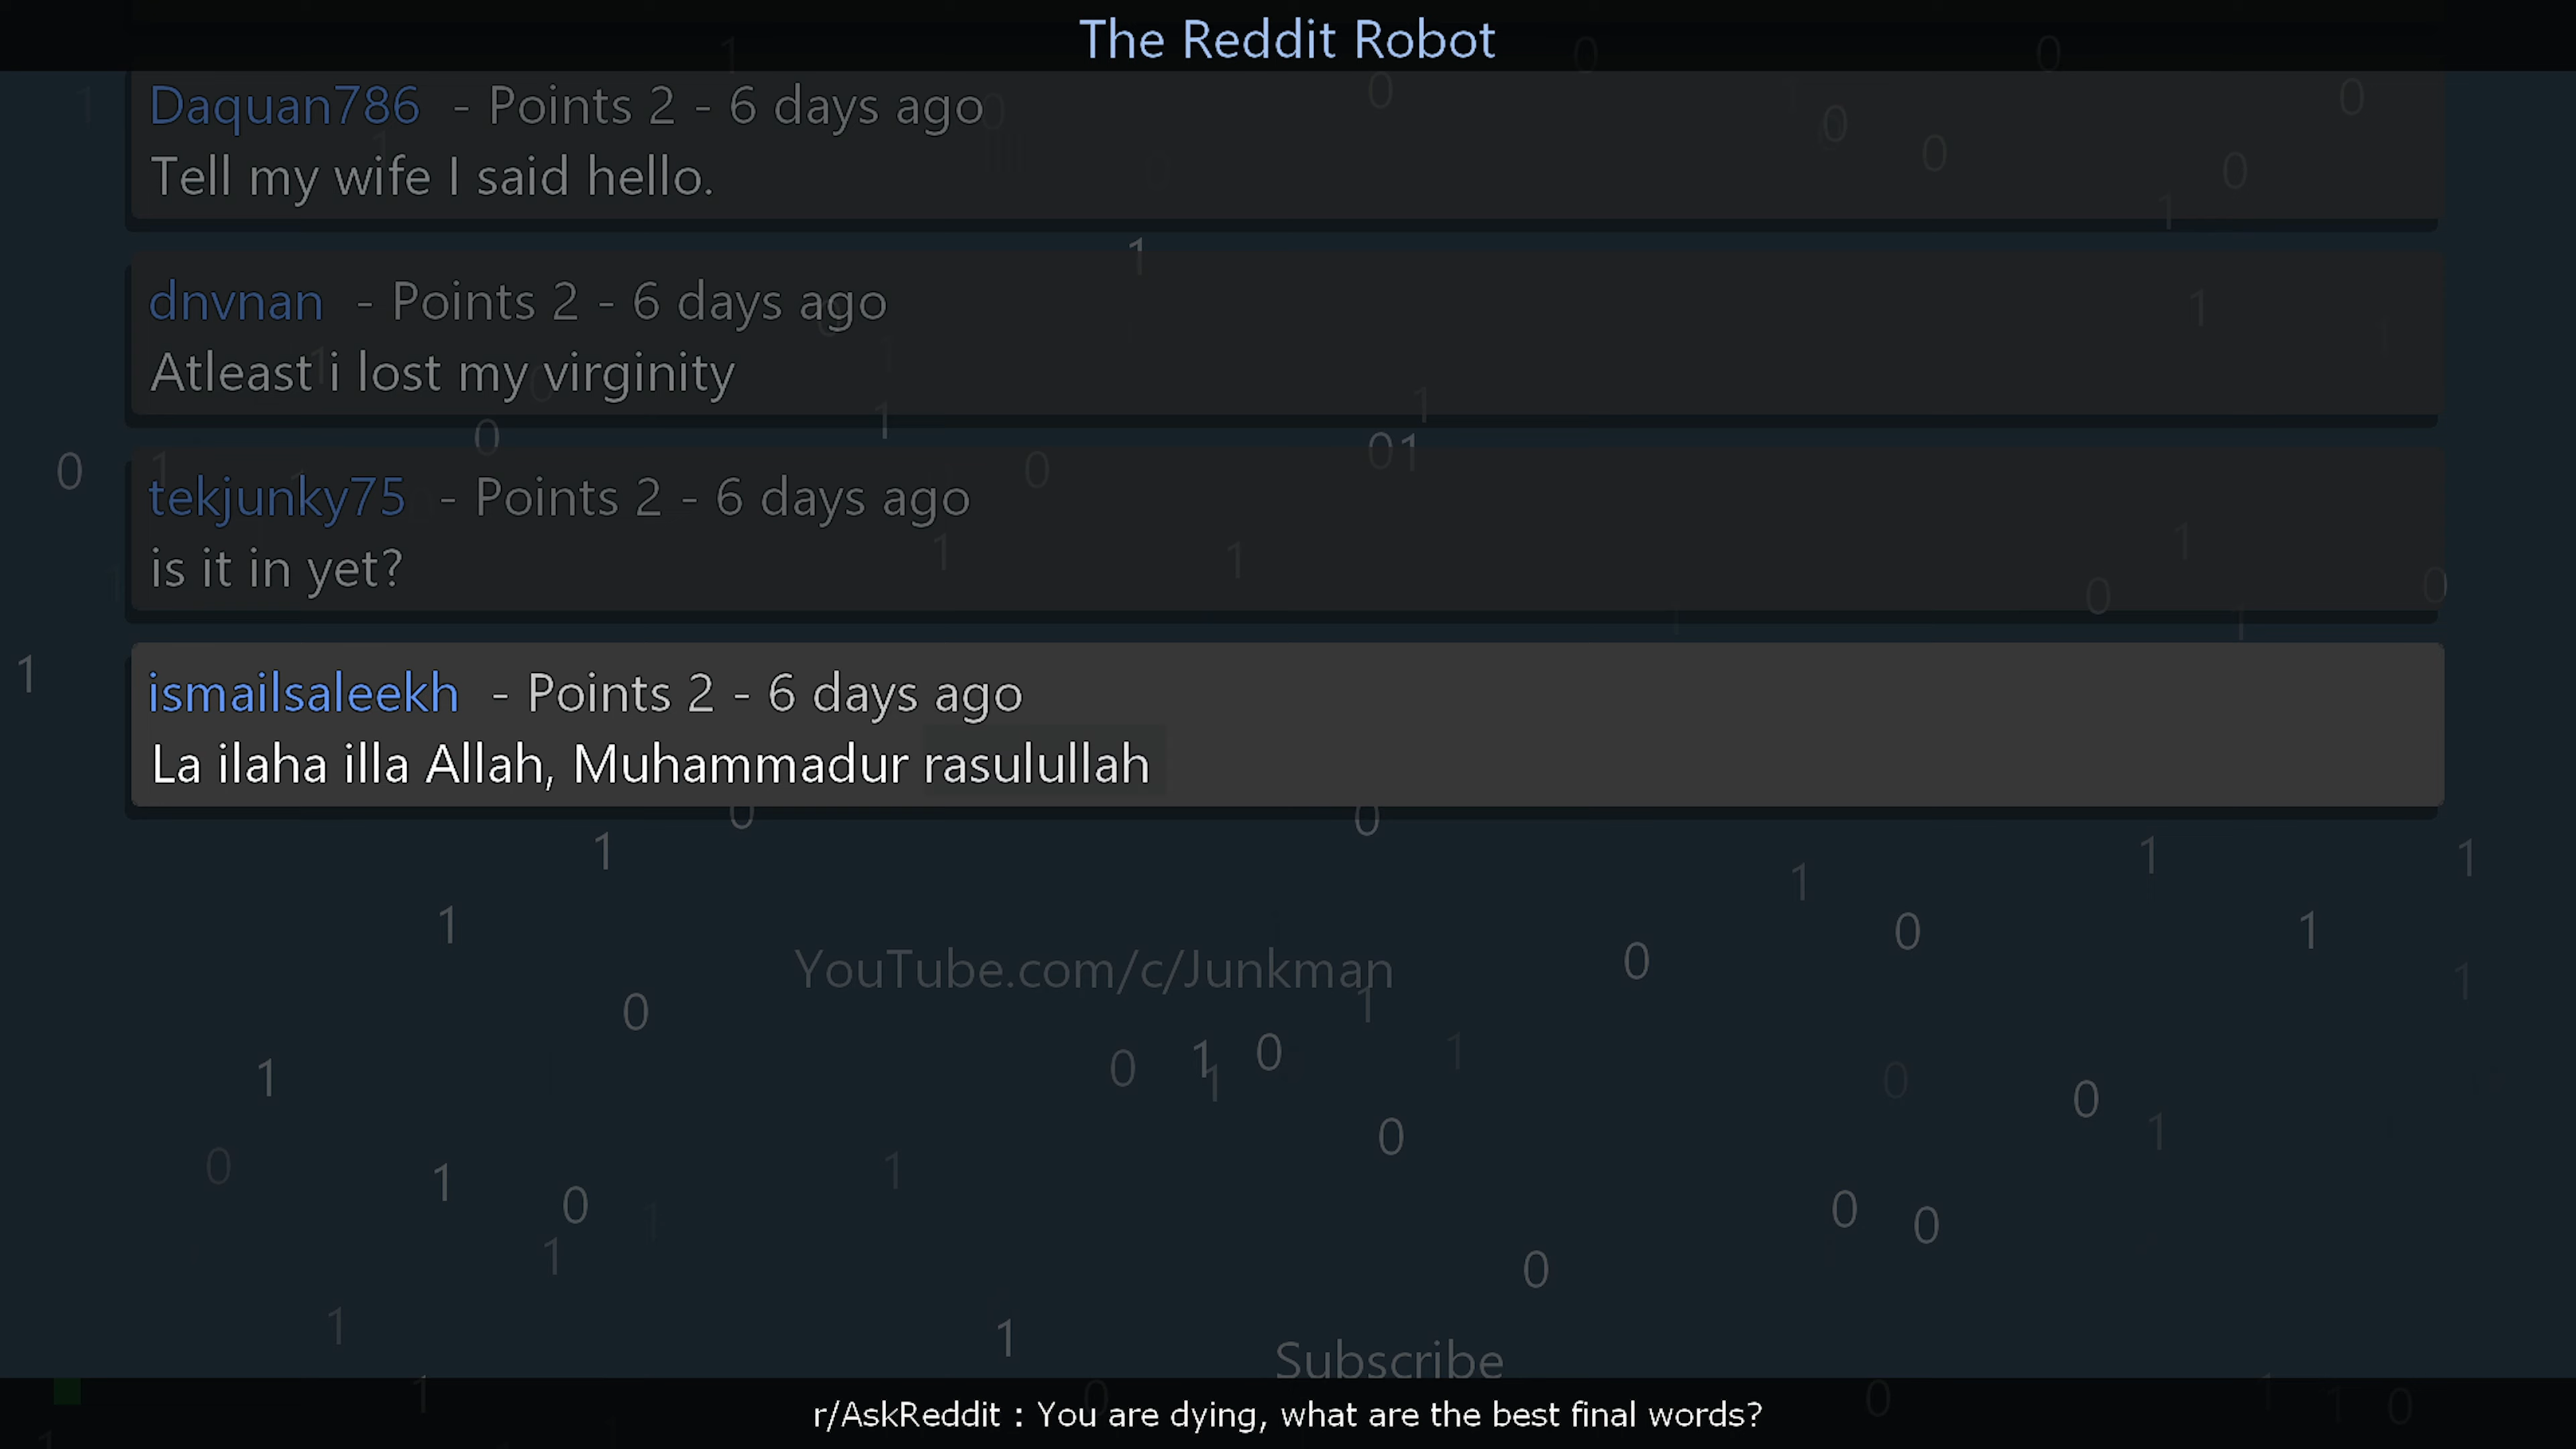 The Reddit Robot
Daquan786 - Points 2 - 6 days ago
Tell my wife I said hello.
dnvnan - Points 2 - 6 days ago
Atleast i lost my virginity
tekjunky75 - Points 2 - 6 days ago
is it in yet?
ismailsaleekh - Points 2 - 6 days ago
La ilaha illa Allah, Muhammadur rasulullah
YouTube.com/c/Junkman
Subscribe
r/AskReddit : You are dying, what are the best final words?